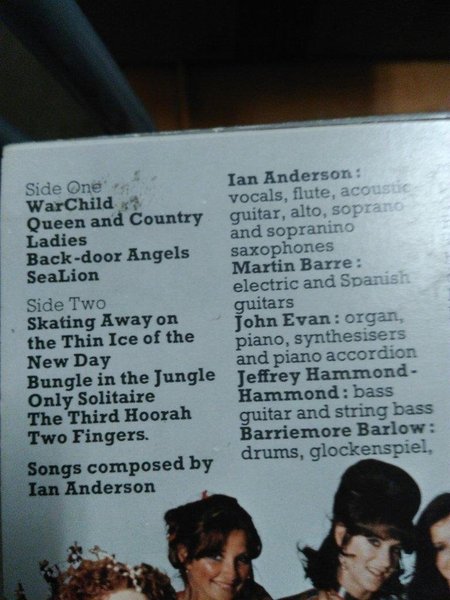 Side One
WarChild
Queen and Country
Ladies
Back-door Angels
SeaLion
Side Two
Skating Away on
the Thin Ice of the
New Day
Bungle in the Jungle
Only Solitaire
The Third Hoorah
Two Fingers.
Songs composed by
Ian Anderson
Ian Anderson:
vocals, flute, acoustic
guitar, alto, soprano
and sopranino
saxophones
Martin Barre:
electric and Spanish
guitars
John Evan: organ,
piano, synthesisers
and piano accordion
Jeffrey Hammond-
Hammond: bass
guitar and string bass
Barriemore Barlow:
drums, glockenspiel,